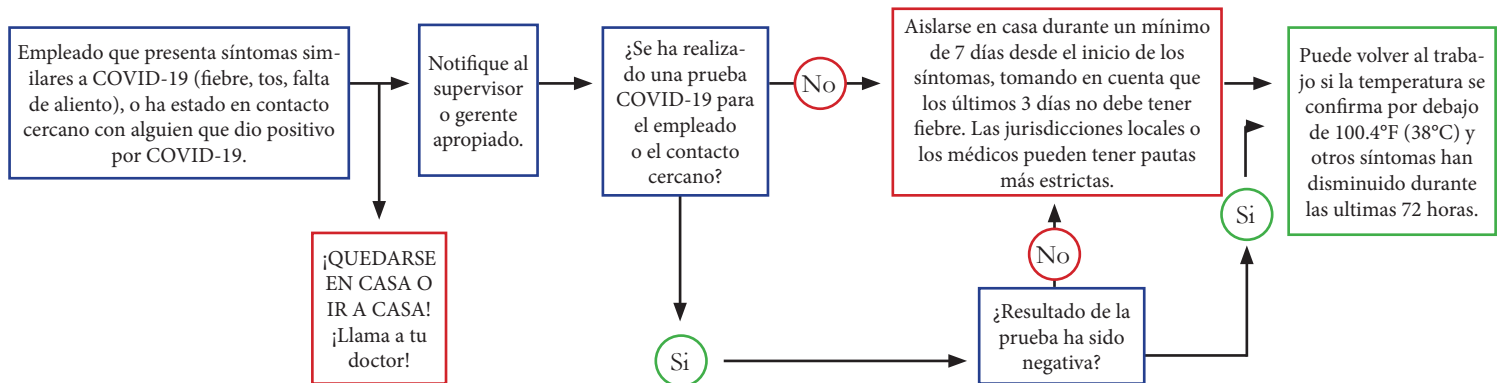 Empleado que presenta síntomas sim-
ilares a COVID-19 (fiebre, tos, falta
de aliento), o ha estado en contacto
cercano con alguien que dio positivo
por COVID-19.
¡QUEDARSE
EN CASA O
IR A CASA!
¡Llama a tu
doctor!
Notifique al
supervisor
o gerente
apropiado.
¿Se ha realiza-
do una prueba
COVID-19 para
el empleado
o el contacto
cercano?
No
Aislarse en casa durante un mínimo
de 7 días desde el inicio de los
síntomas, tomando en cuenta que
los últimos 3 días no debe tener
fiebre. Las jurisdicciones locales o
los médicos pueden tener pautas
más estrictas.
Si
¿Resultado de la
prueba ha sido
negativa?
No
Si
Puede volver al traba-
jo si la temperatura se
confirma por debajo
de 100.4°F (38°C) y
otros síntomas han
disminuido durante
las ultimas 72 horas.